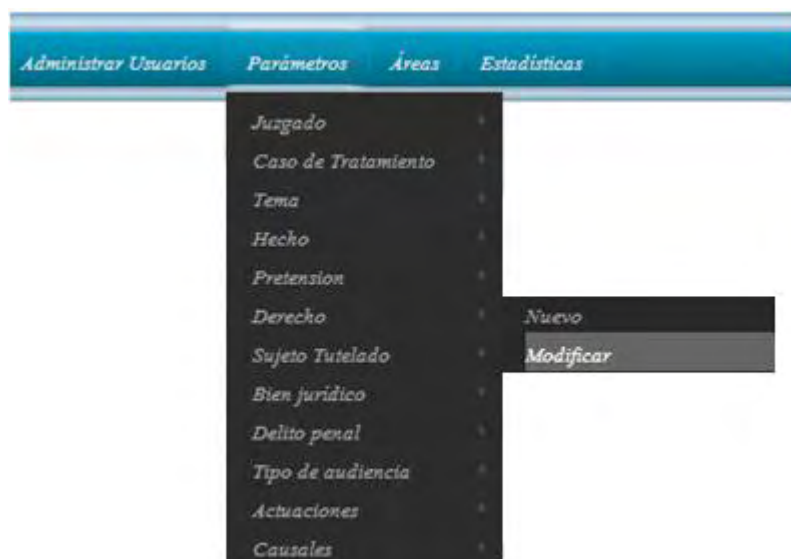 Administrar Usuarios Parámetros Áreas Estadísticas
Juzgado
Caso de Tratamiento
Tema
Hecho
Pretension
Derecho Nuevo
Sujeto Tutelado Modificar
Bien jurídico
Delito penal
Tipo de audiencia
Actuaciones
Causales